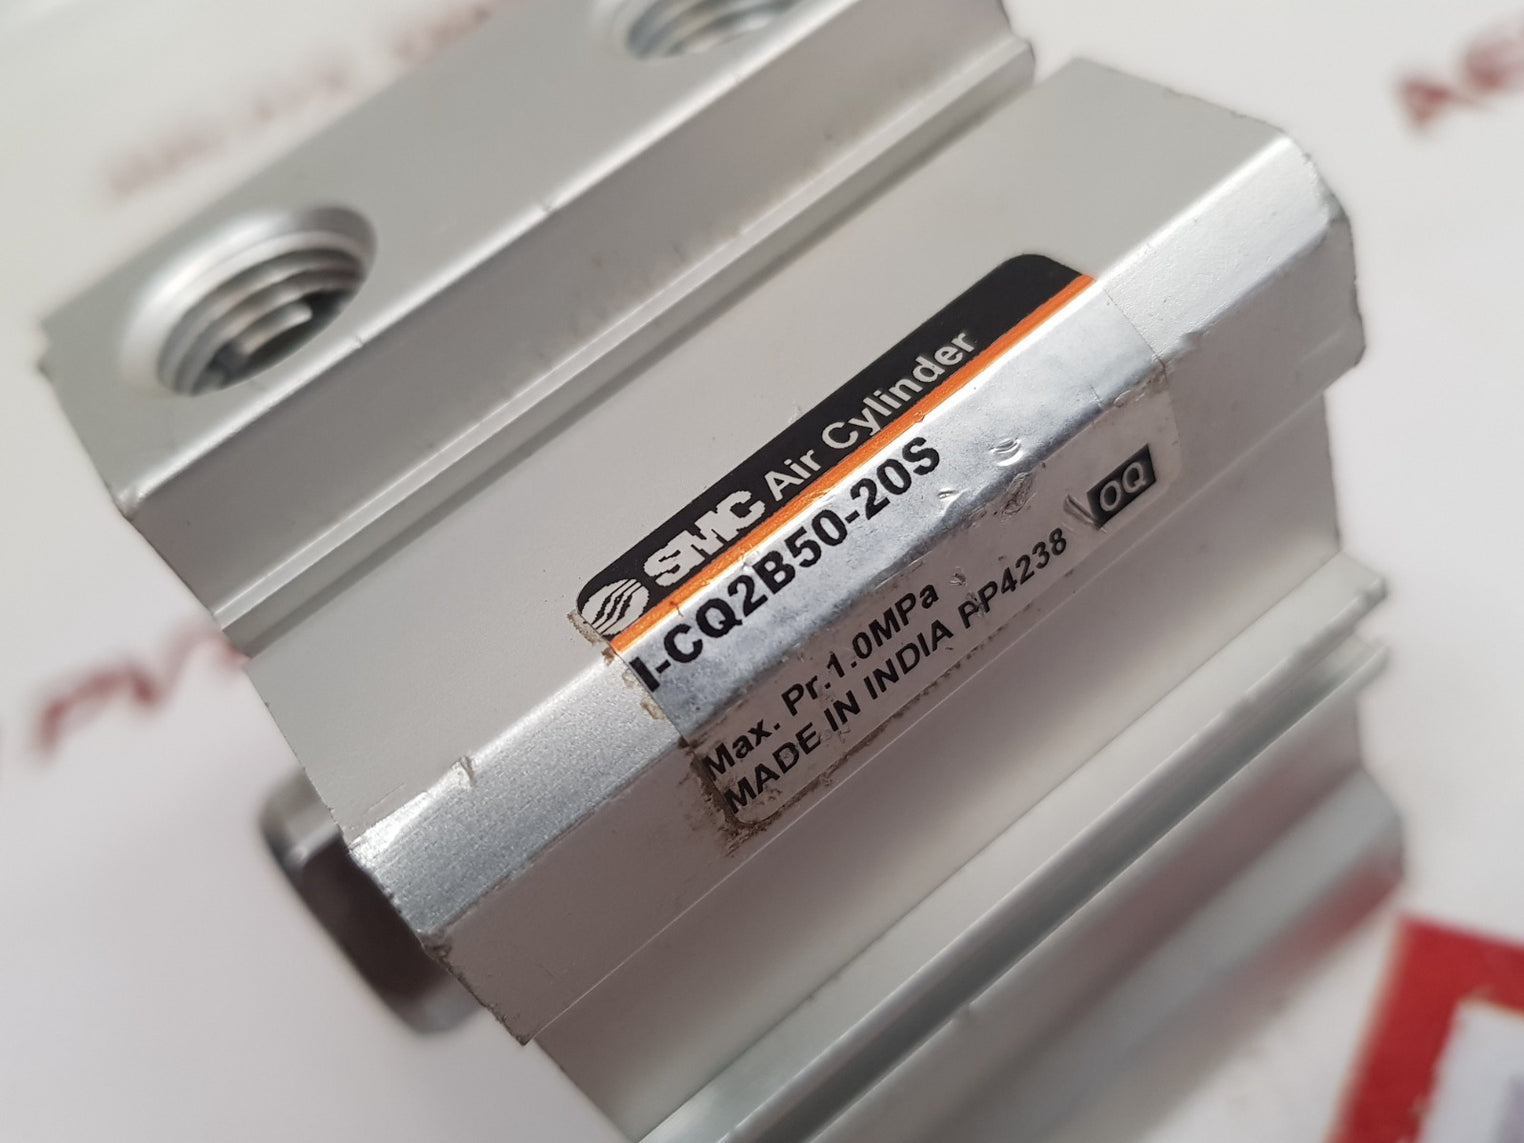 SMC Air Cylinder
I-CQ2B50-20S
Max. Pr.1.0MPa
MADE IN INDIA PP4238 OQ